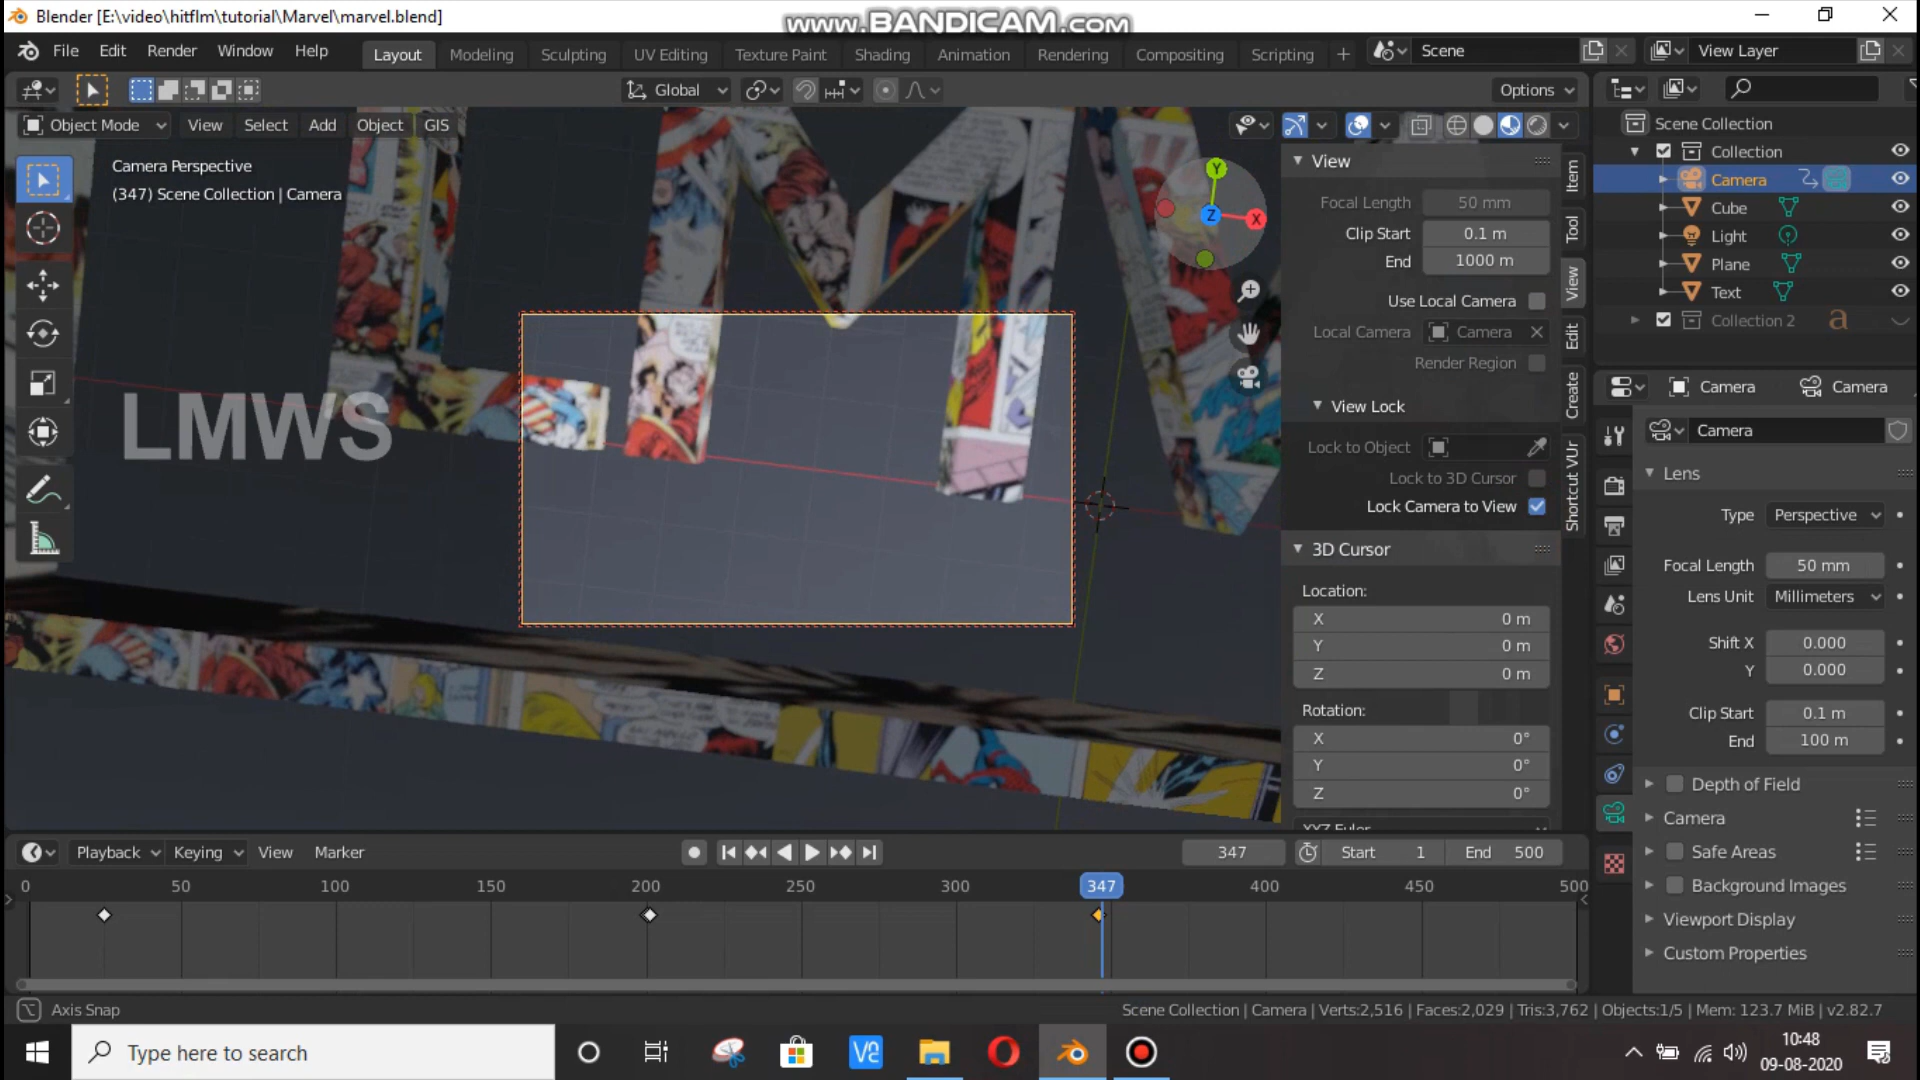 Blender [E:\video\hitflm\tutorial\Marvel\marvel.blend]
www.BANDICAM.com
File Edit Render Window Help
Layout Modeling Sculpting UV Editing Texture Paint Shading Animation Rendering Compositing Scripting +
Scene
View Layer
Global
Options
Object Mode View Select Add Object GIS
Camera Perspective
(347) Scene Collection | Camera
LMWS
Y
Z
X
View
Focal Length 50 mm
Clip Start 0.1 m
End 1000 m
Use Local Camera
Local Camera Camera
Render Region
View Lock
Lock to Object
Lock to 3D Cursor
Lock Camera to View
3D Cursor
Location:
X 0 m
Y 0 m
Z 0 m
Rotation:
X 0°
Y 0°
Z 0°
XYZ Euler
Item
Tool
View
Edit
Create
Shortcut VUr
Scene Collection
Collection
Camera
Cube
Light
Plane
Text
Collection 2 a
Camera Camera
Camera
Lens
Type Perspective
Focal Length 50 mm
Lens Unit Millimeters
Shift X 0.000
Y 0.000
Clip Start 0.1 m
End 100 m
Depth of Field
Camera
Safe Areas
Background Images
Viewport Display
Custom Properties
Playback Keying View Marker
347 Start 1 End 500
0 50 100 150 200 250 300 347 400 450 500
Axis Snap
Scene Collection | Camera | Verts:2,516 | Faces:2,029 | Tris:3,762 | Objects:1/5 | Mem: 123.7 MiB | v2.82.7
Type here to search
10:48
09-08-2020